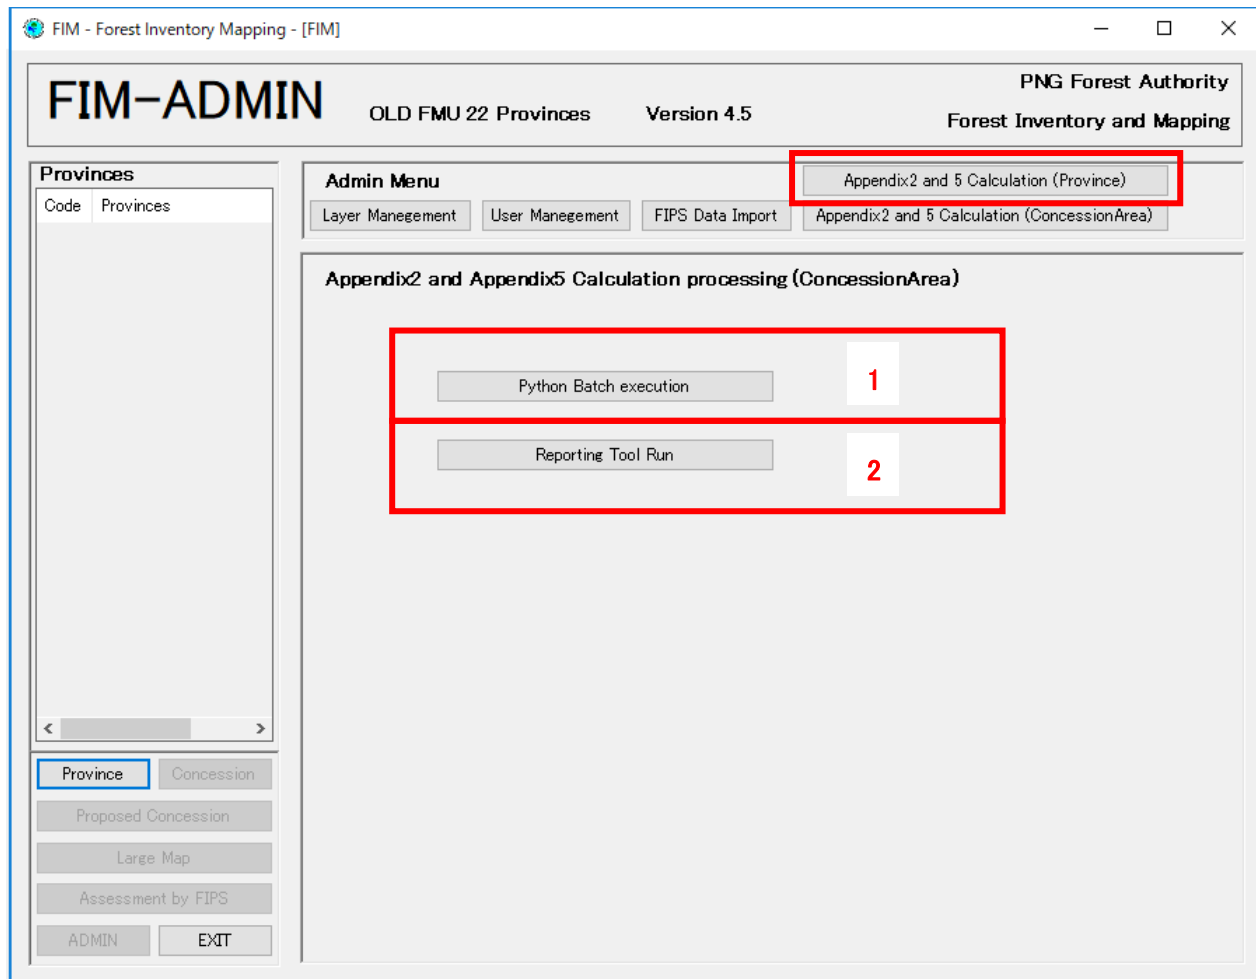 FIM - Forest Inventory Mapping - [FIM]
FIM-ADMIN
OLD FMU 22 Provinces
Version 4.5
PNG Forest Authority
Forest Inventory and Mapping
Provinces
Code Provinces
Admin Menu
Appendix2 and 5 Calculation (Province)
Layer Manegement
User Manegement
FIPS Data Import
Appendix2 and 5 Calculation (ConcessionArea)
Appendix2 and Appendix5 Calculation processing (ConcessionArea)
Python Batch execution
1
Reporting Tool Run
2
Province
Concession
Proposed Concession
Large Map
Assessment by FIPS
ADMIN
EXIT